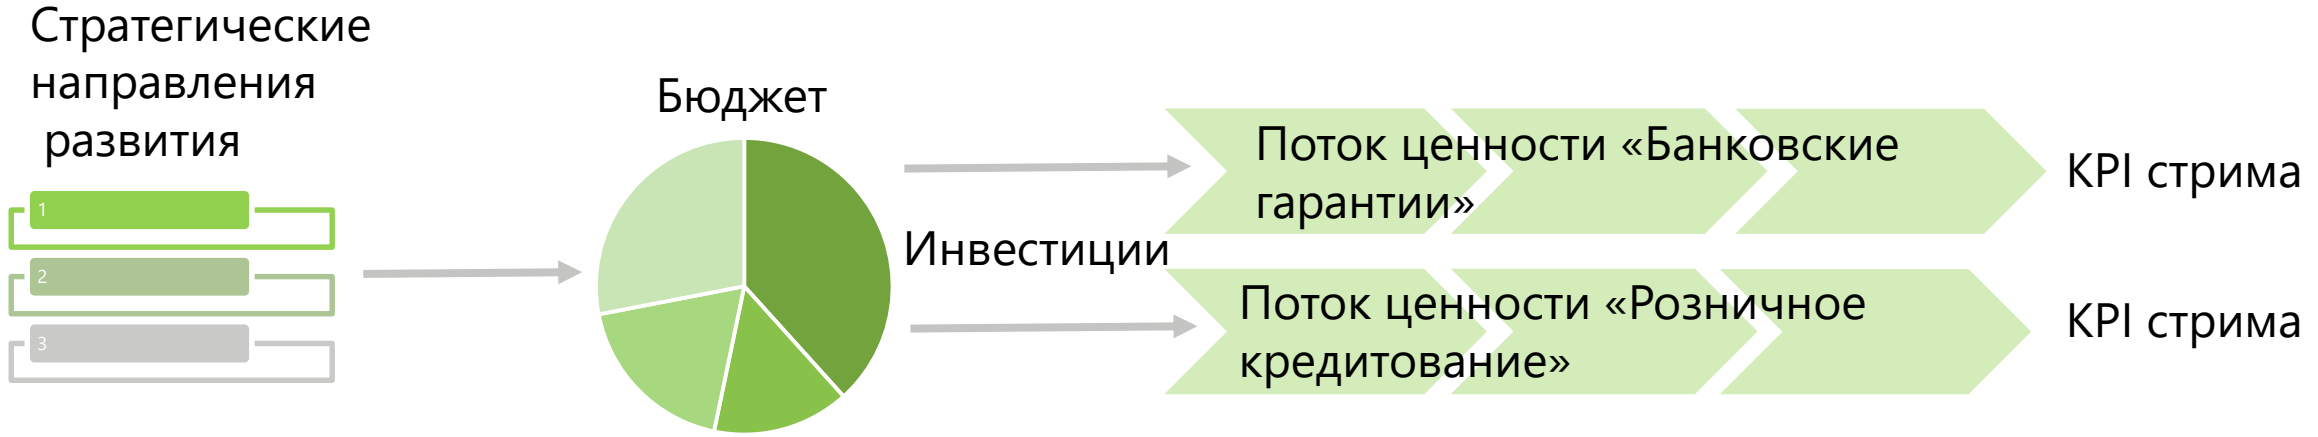 Стратегические
направления
развития
1
2
3
Бюджет
Инвестиции
Поток ценности «Банковские
гарантии»
KPI стрима
Поток ценности «Розничное
кредитование»
KPI стрима